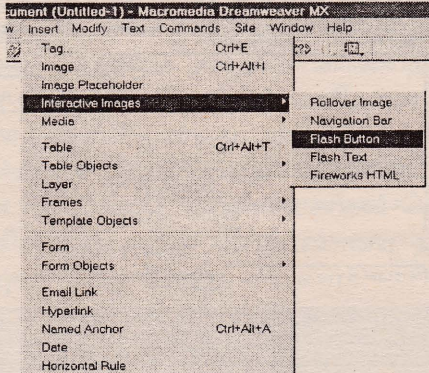 cument (Untitled-1) - Macromedia Dreamweaver MX
w Insert Modify Text Commands Site Window Help
Tag... Ctrl+E
Image Ctrl+Alt+I
Image Placeholder
Interactive Images
Media
Table Ctrl+Alt+T
Table Objects
Layer
Frames
Template Objects
Form
Form Objects
Email Link
Hyperlink
Named Anchor Ctrl+Alt+A
Date
Horizontal Rule
Rollover Image
Navigation Bar
Flash Button
Flash Text
Fireworks HTML